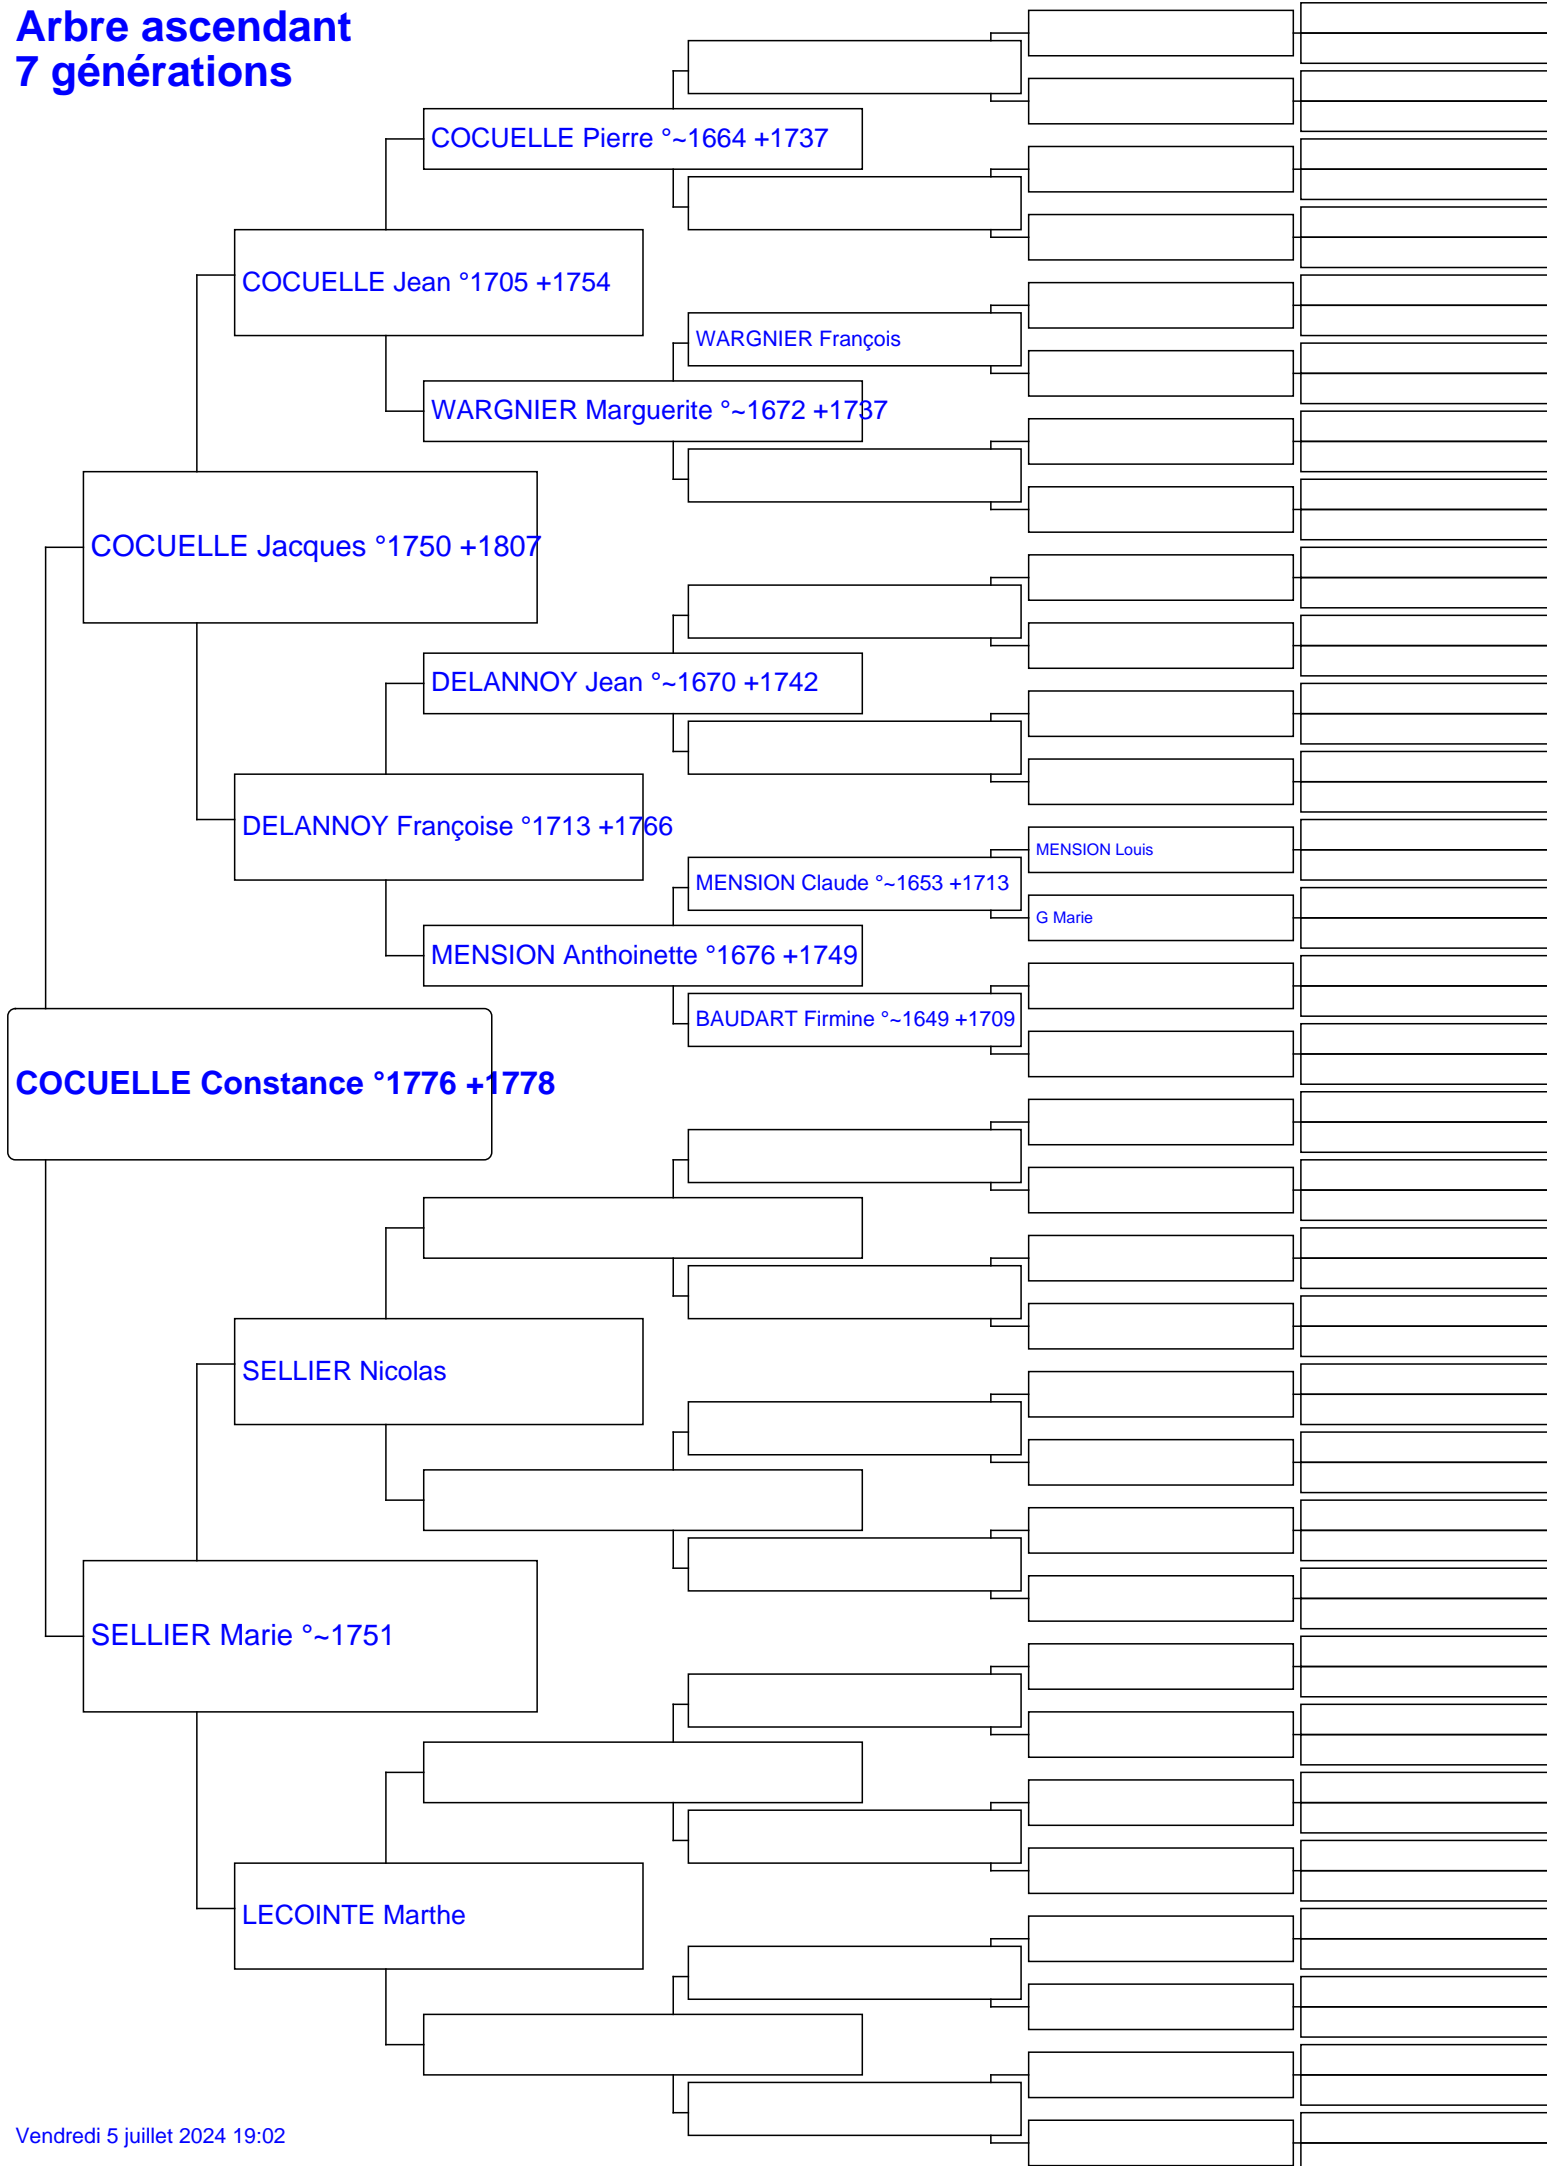 Arbre ascendant
7 générations
COCUELLE Pierre °~1664 +1737
COCUELLE Jean °1705 +1754
WARGNIER François
WARGNIER Marguerite °~1672 +1737
COCUELLE Jacques °1750 +1807
DELANNOY Jean °~1670 +1742
DELANNOY Françoise °1713 +1766
MENSION Louis
MENSION Claude °~1653 +1713
G Marie
MENSION Anthoinette °1676 +1749
BAUDART Firmine °~1649 +1709
COCUELLE Constance °1776 +1778
SELLIER Nicolas
SELLIER Marie °~1751
LECOINTE Marthe
Vendredi 5 juillet 2024 19:02